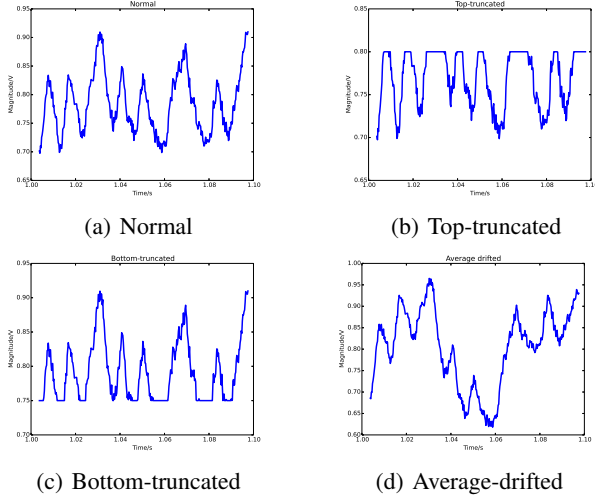 Normal
0.95
0.90
0.85
0.80
0.75
0.70
0.65
Magnitude/V
1.00 1.02 1.04 1.06 1.08 1.10
Time/s
(a) Normal
Top-truncated
0.85
0.80
0.75
0.70
0.65
Magnitude/V
1.00 1.02 1.04 1.06 1.08 1.10
Time/s
(b) Top-truncated
Bottom-truncated
0.95
0.90
0.85
0.80
0.75
0.70
Magnitude/V
1.00 1.02 1.04 1.06 1.08 1.10
Time/s
(c) Bottom-truncated
Average drifted
1.00
0.95
0.90
0.85
0.80
0.75
0.70
0.65
0.60
Magnitude/V
1.00 1.02 1.04 1.06 1.08 1.10
Time/s
(d) Average-drifted